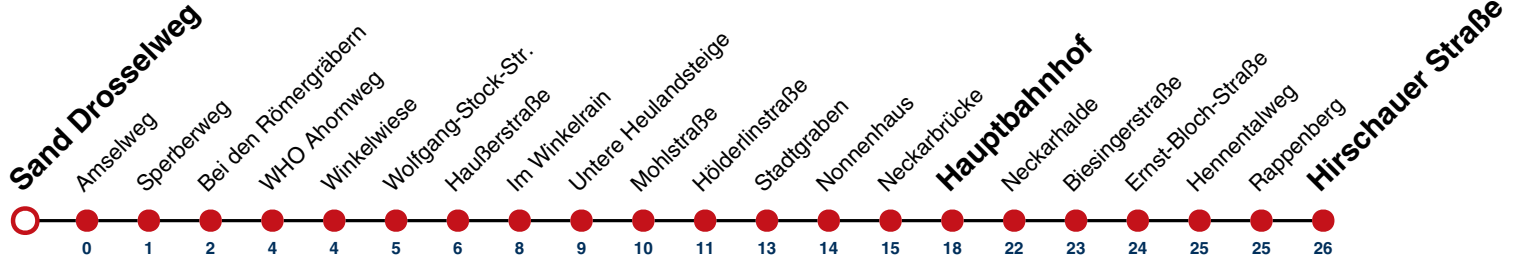 Sand Drosselweg
Amselweg
Sperberweg
Bei den Römergräbern
WHO Ahornweg
Winkelwiese
Wolfgang-Stock-Str.
Haußerstraße
Im Winkelrain
Untere Heulandsteige
Mohlstraße
Hölderlinstraße
Stadtgraben
Nonnenhaus
Neckarbrücke
Hauptbahnhof
Neckarhalde
Biesingerstraße
Ernst-Bloch-Straße
Hennentalweg
Rappenberg
Hirschauer Straße
0 1 2 4 4 5 6 8 9 10 11 13 14 15 18 22 23 24 25 25 26